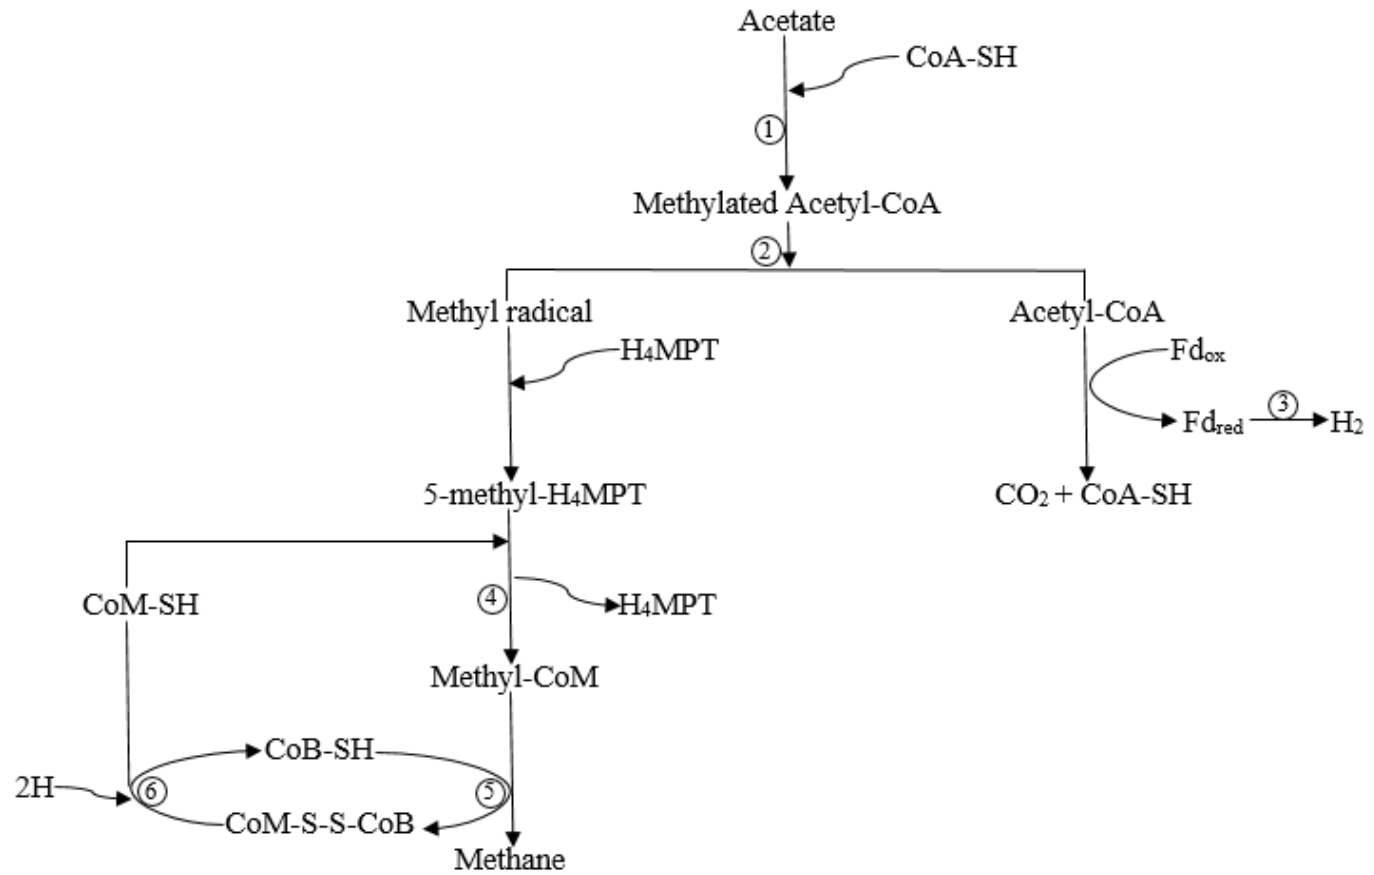 Acetate
CoA-SH
1
Methylated Acetyl-CoA
2
Methyl radical
Acetyl-CoA
H₄MPT
Fdₒₓ
3
Fd_red
H₂
5-methyl-H₄MPT
CO₂ + CoA-SH
CoM-SH
4
H₄MPT
Methyl-CoM
CoB-SH
2H
6
5
CoM-S-S-CoB
Methane